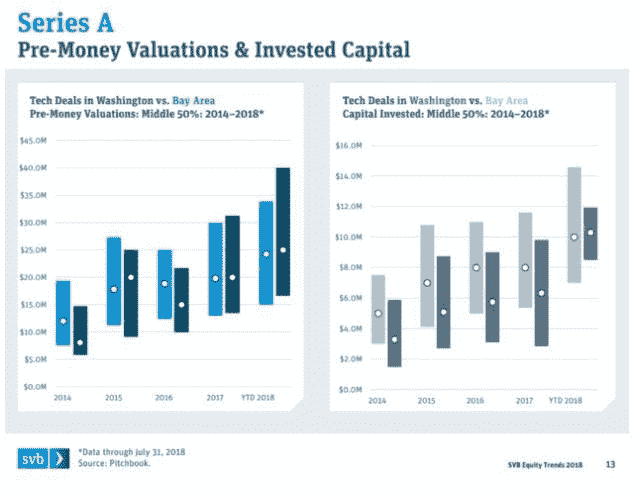 Series A
Pre-Money Valuations & Invested Capital
Tech Deals in Washington vs. Bay Area
Pre-Money Valuations: Middle 50%: 2014–2018*
$45.0M
$40.0M
$35.0M
$30.0M
$25.0M
$20.0M
$15.0M
$10.0M
$5.0M
$0.0M
2014 2015 2016 2017 YTD 2018
Tech Deals in Washington vs. Bay Area
Capital Invested: Middle 50%: 2014–2018*
$16.0M
$14.0M
$12.0M
$10.0M
$8.0M
$6.0M
$4.0M
$2.0M
$0.0M
2014 2015 2016 2017 YTD 2018
svb
*Data through July 31, 2018
Source: Pitchbook.
SVB Equity Trends 2018 13